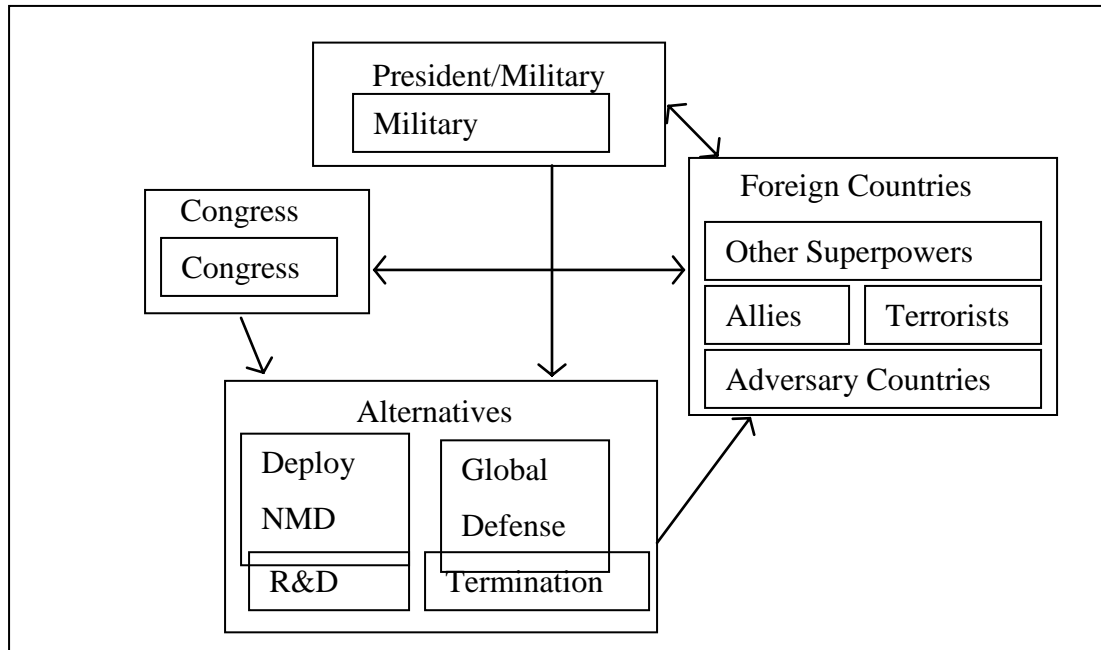 President/Military
Military
Congress
Congress
Foreign Countries
Other Superpowers
Allies
Terrorists
Adversary Countries
Alternatives
Deploy
NMD
R&D
Global
Defense
Termination